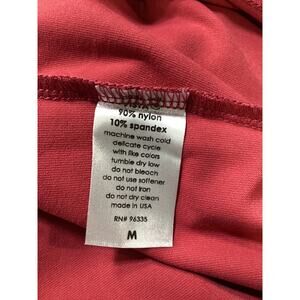 90% nylon
10% spandex
machine wash cold
delicate cycle
with like colors
tumble dry low
do not bleach
do not use softener
do not iron
do not dry clean
made in USA
RN# 96335
M